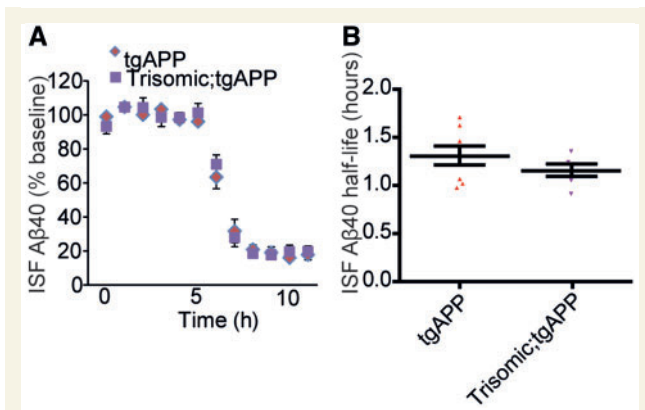 A
tgAPP
Trisomic;tgAPP
ISF Aβ40 (% baseline)
120
100
80
60
40
20
0
0 5 10
Time (h)
B
ISF Aβ40 half-life (hours)
2.0
1.5
1.0
0.5
0.0
tgAPP
Trisomic;tgAPP